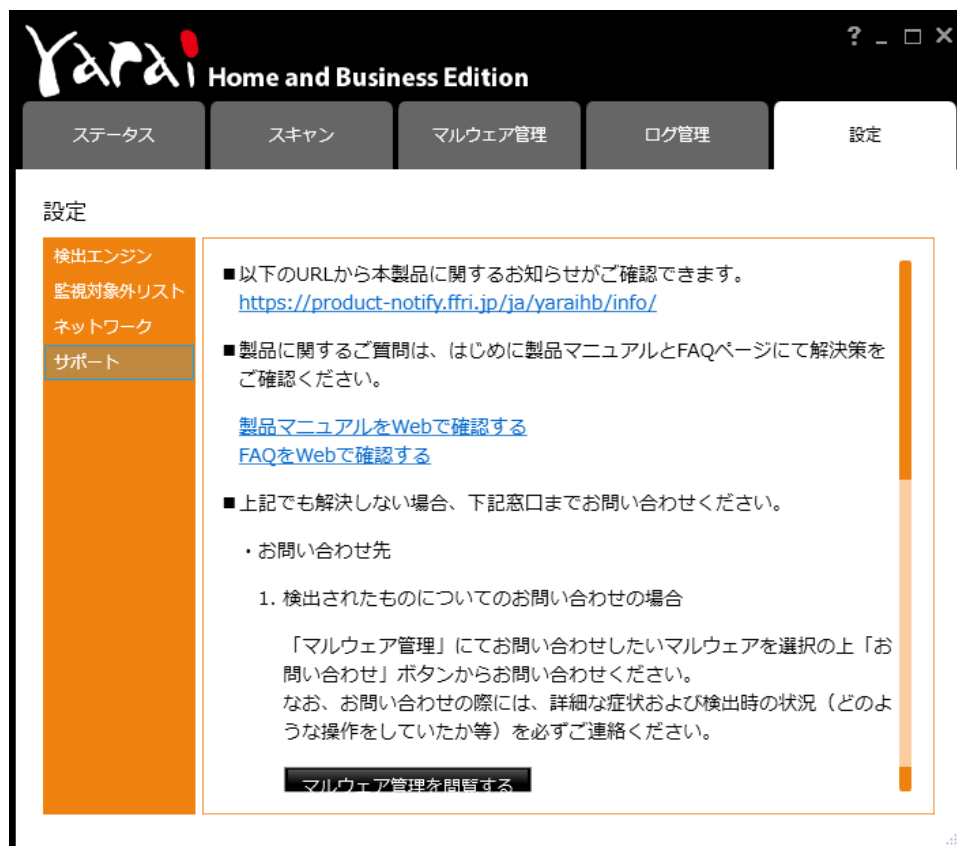 Yarai Home and Business Edition
? _ □ ×
ステータス
スキャン
マルウェア管理
ログ管理
設定
設定
検出エンジン
監視対象外リスト
ネットワーク
サポート
■以下のURLから本製品に関するお知らせがご確認できます。
https://product-notify.ffri.jp/ja/yaraihb/info/
■製品に関するご質問は、はじめに製品マニュアルとFAQページにて解決策を
ご確認ください。
製品マニュアルをWebで確認する
FAQをWebで確認する
■上記でも解決しない場合、下記窓口までお問い合わせください。
・お問い合わせ先
1. 検出されたものについてのお問い合わせの場合
「マルウェア管理」にてお問い合わせしたいマルウェアを選択の上「お
問い合わせ」ボタンからお問い合わせください。
なお、お問い合わせの際には、詳細な症状および検出時の状況（どのよ
うな操作をしていたか等）を必ずご連絡ください。
マルウェア管理を閲覧する